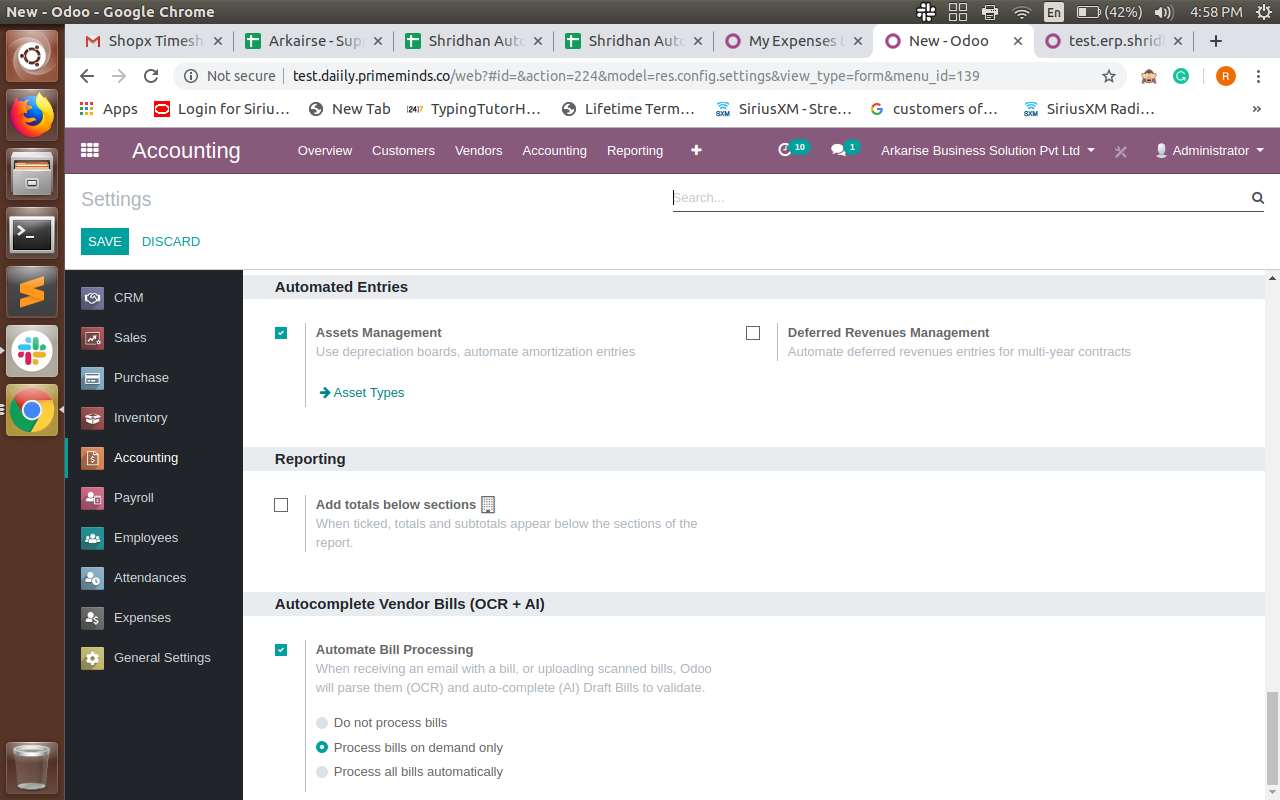 New - Odoo - Google Chrome
En
(42%)
4:58 PM
Shopx Timesh
Arkairse - Sup
Shridhan Auto
Shridhan Auto
My Expenses t
New - Odoo
test.erp.shrid
Not secure
test.daiily.primeminds.co/web?#id=&action=224&model=res.config.settings&view_type=form&menu_id=139
R
Apps
Login for Siriu...
New Tab
TypingTutorH...
Lifetime Term...
SiriusXM - Stre...
customers of...
SiriusXM Radi...
»
Accounting
Overview
Customers
Vendors
Accounting
Reporting
10
1
Arkarise Business Solution Pvt Ltd
Administrator
Settings
Search...
SAVE
DISCARD
CRM
Sales
Purchase
Inventory
Accounting
Payroll
Employees
Attendances
Expenses
General Settings
Automated Entries
Assets Management
Use depreciation boards, automate amortization entries
Asset Types
Deferred Revenues Management
Automate deferred revenues entries for multi-year contracts
Reporting
Add totals below sections
When ticked, totals and subtotals appear below the sections of the
report.
Autocomplete Vendor Bills (OCR + AI)
Automate Bill Processing
When receiving an email with a bill, or uploading scanned bills, Odoo
will parse them (OCR) and auto-complete (AI) Draft Bills to validate.
Do not process bills
Process bills on demand only
Process all bills automatically